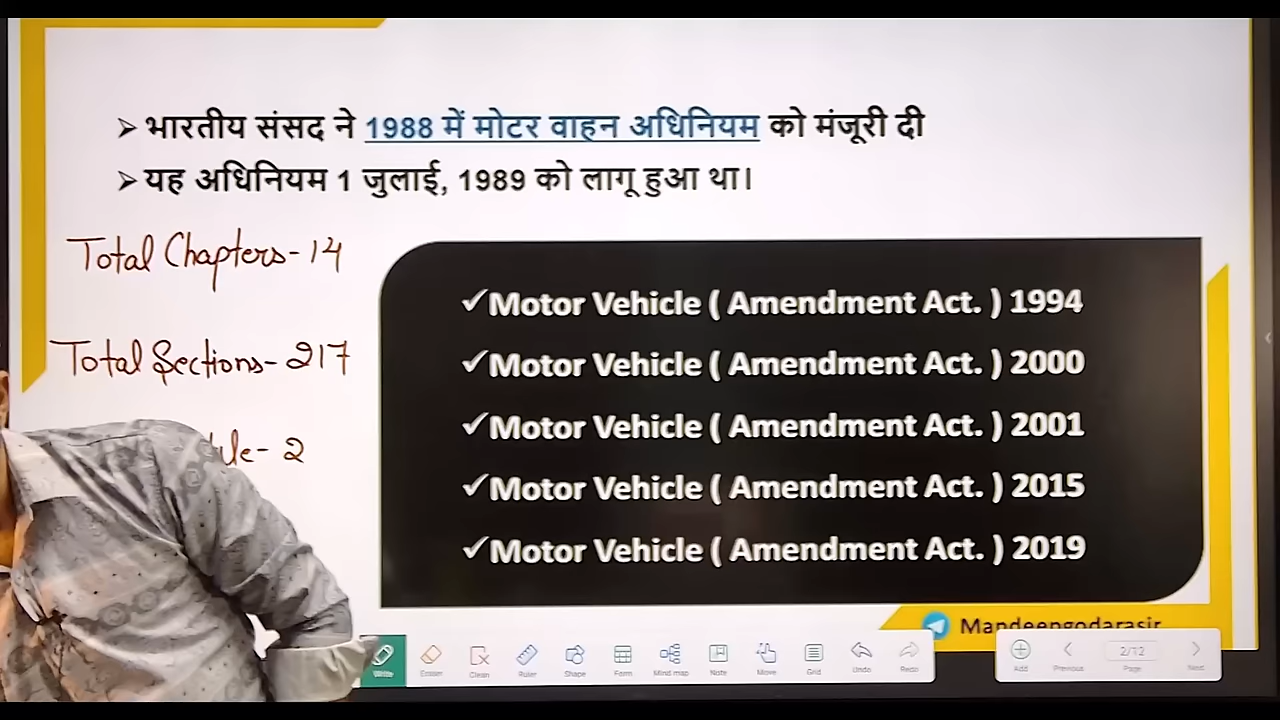 ➢ भारतीय संसद ने 1988 में मोटर वाहन अधिनियम को मंजूरी दी
➢ यह अधिनियम 1 जुलाई, 1989 को लागू हुआ था।
Total Chapters- 14
Total Sections- 217
- 2
✓Motor Vehicle ( Amendment Act. ) 1994
✓Motor Vehicle ( Amendment Act. ) 2000
✓Motor Vehicle ( Amendment Act. ) 2001
✓Motor Vehicle ( Amendment Act. ) 2015
✓Motor Vehicle ( Amendment Act. ) 2019
Mandeepgodarasir
Write Eraser Clean Ruler Shape Form Mind map Note Move Grid Undo Redo
Add Previous 2/12 Page Next